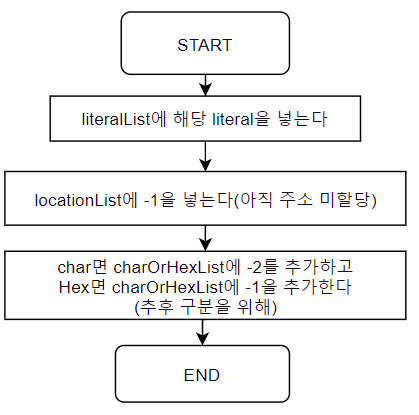 START
literalList에 해당 literal을 넣는다
locationList에 -1을 넣는다(아직 주소 미할당)
char면 charOrHexList에 -2를 추가하고
Hex면 charOrHexList에 -1을 추가한다
(추후 구분을 위해)
END